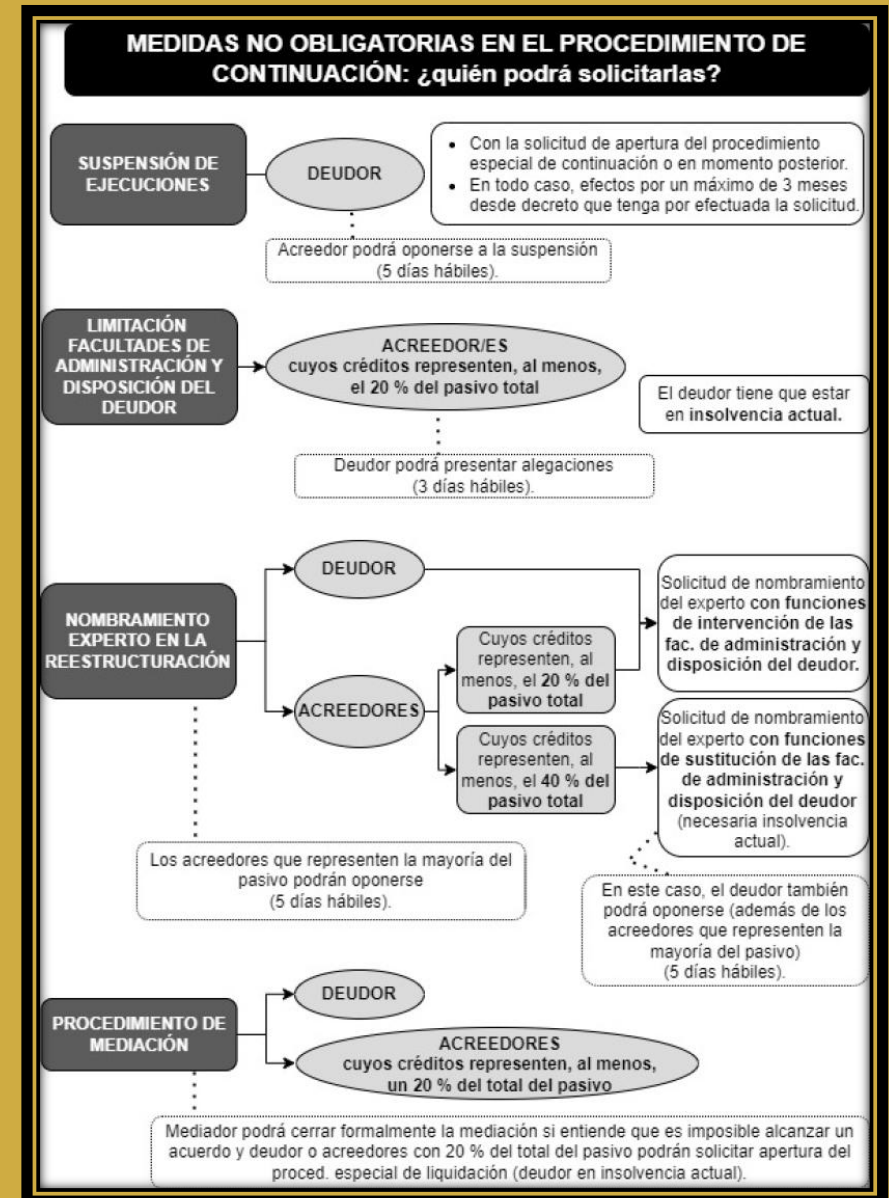 MEDIDAS NO OBLIGATORIAS EN EL PROCEDIMIENTO DE
CONTINUACIÓN: ¿quién podrá solicitarlas?
SUSPENSIÓN DE
EJECUCIONES
DEUDOR
• Con la solicitud de apertura del procedimiento
especial de continuación o en momento posterior.
• En todo caso, efectos por un máximo de 3 meses
desde decreto que tenga por efectuada la solicitud.
Acreedor podrá oponerse a la suspensión
(5 días hábiles).
LIMITACIÓN
FACULTADES DE
ADMINISTRACIÓN Y
DISPOSICIÓN DEL
DEUDOR
ACREEDOR/ES
cuyos créditos representen, al menos,
el 20 % del pasivo total
El deudor tiene que estar
en insolvencia actual.
Deudor podrá presentar alegaciones
(3 días hábiles).
NOMBRAMIENTO
EXPERTO EN LA
REESTRUCTURACIÓN
DEUDOR
ACREEDORES
Cuyos créditos
representen, al
menos, el 20 % del
pasivo total
Solicitud de nombramiento
del experto con funciones
de intervención de las
fac. de administración y
disposición del deudor.
Cuyos créditos
representen, al
menos, el 40 % del
pasivo total
Solicitud de nombramiento
del experto con funciones
de sustitución de las fac.
de administración y
disposición del deudor
(necesaria insolvencia
actual).
Los acreedores que representen la mayoría del
pasivo podrán oponerse
(5 días hábiles).
En este caso, el deudor también
podrá oponerse (además de los
acreedores que representen la
mayoría del pasivo)
(5 días hábiles).
PROCEDIMIENTO DE
MEDIACIÓN
DEUDOR
ACREEDORES
cuyos créditos representen, al menos,
un 20 % del total del pasivo
Mediador podrá cerrar formalmente la mediación si entiende que es imposible alcanzar un
acuerdo y deudor o acreedores con 20 % del total del pasivo podrán solicitar apertura del
proced. especial de liquidación (deudor en insolvencia actual).